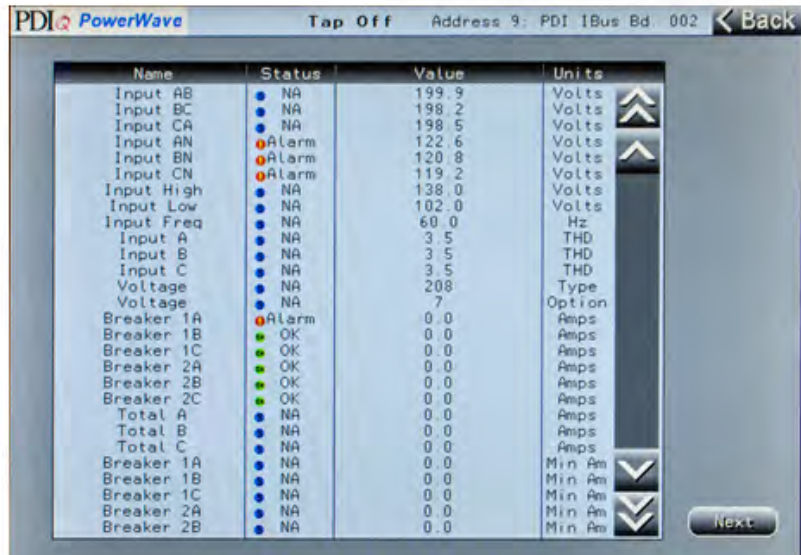 PDI Q PowerWave Tap Off Address 9: PDI IBus Bd 002 Back
Name Status Value Units
Input AB NA 199.9 Volts
Input BC NA 198.2 Volts
Input CA NA 198.5 Volts
Input AN Alarm 122.6 Volts
Input BN Alarm 120.8 Volts
Input CN Alarm 119.2 Volts
Input High NA 138.0 Volts
Input Low NA 102.0 Volts
Input Freq NA 60.0 Hz
Input A NA 3.5 THD
Input B NA 3.5 THD
Input C NA 3.5 THD
Voltage NA 208 Type
Voltage NA 7 Option
Breaker 1A Alarm 0.0 Amps
Breaker 1B OK 0.0 Amps
Breaker 1C OK 0.0 Amps
Breaker 2A OK 0.0 Amps
Breaker 2B OK 0.0 Amps
Breaker 2C OK 0.0 Amps
Total A NA 0.0 Amps
Total B NA 0.0 Amps
Total C NA 0.0 Amps
Breaker 1A NA 0.0 Min Am
Breaker 1B NA 0.0 Min Am
Breaker 1C NA 0.0 Min Am
Breaker 2A NA 0.0 Min Am
Breaker 2B NA 0.0 Min Am
Next